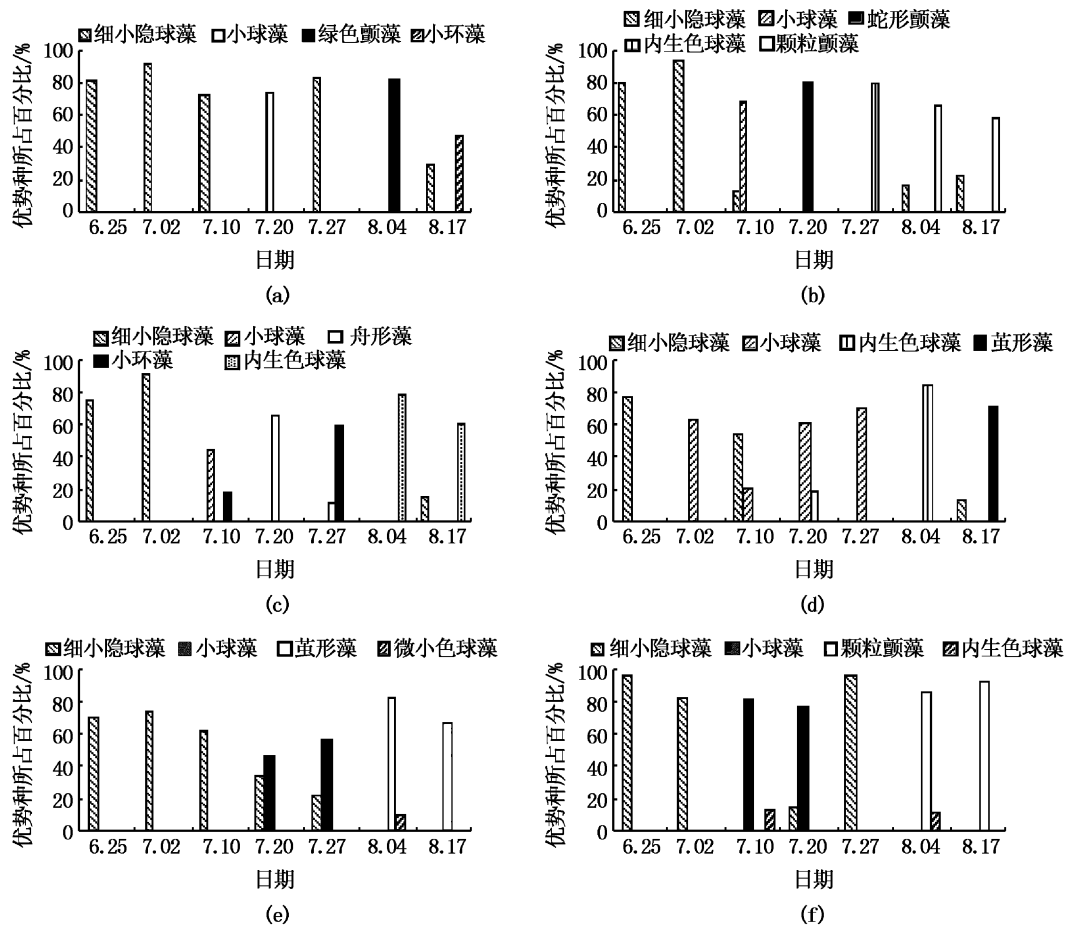 细小隐球藻 小球藻 绿色颤藻 小环藻
优势种所占百分比/%
100
80
60
40
20
0
6.25 7.02 7.10 7.20 7.27 8.04 8.17
日期
(a)
细小隐球藻 小球藻 蛇形颤藻
内生色球藻 颗粒颤藻
优势种所占百分比/%
100
80
60
40
20
0
6.25 7.02 7.10 7.20 7.27 8.04 8.17
日期
(b)
细小隐球藻 小球藻 舟形藻
小环藻 内生色球藻
优势种所占百分比/%
100
80
60
40
20
0
6.25 7.02 7.10 7.20 7.27 8.04 8.17
日期
(c)
细小隐球藻 小球藻 内生色球藻 茧形藻
优势种所占百分比/%
100
80
60
40
20
0
6.25 7.02 7.10 7.20 7.27 8.04 8.17
日期
(d)
细小隐球藻 小球藻 茧形藻 微小色球藻
优势种所占百分比/%
100
80
60
40
20
0
6.25 7.02 7.10 7.20 7.27 8.04 8.17
日期
(e)
细小隐球藻 小球藻 颗粒颤藻 内生色球藻
优势种所占百分比/%
100
80
60
40
20
0
6.25 7.02 7.10 7.20 7.27 8.04 8.17
日期
(f)